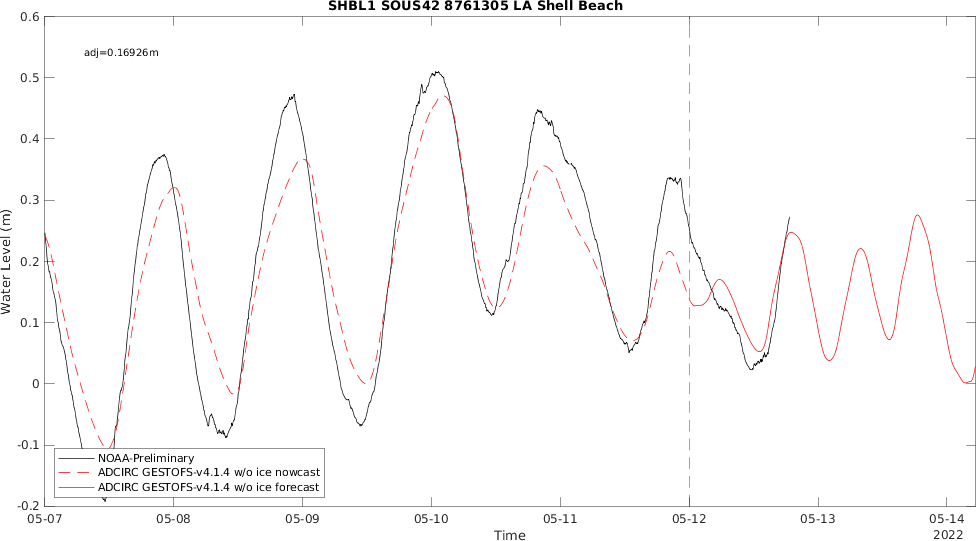 SHBL1 SOUS42 8761305 LA Shell Beach
0.6
adj=0.16926m
0.5
0.4
0.3
0.2
0.1
0
-0.1
-0.2
Water Level (m)
NOAA-Preliminary
ADCIRC GESTOFS-v4.1.4 w/o ice nowcast
ADCIRC GESTOFS-v4.1.4 w/o ice forecast
05-07 05-08 05-09 05-10 05-11 05-12 05-13 05-14
Time
2022